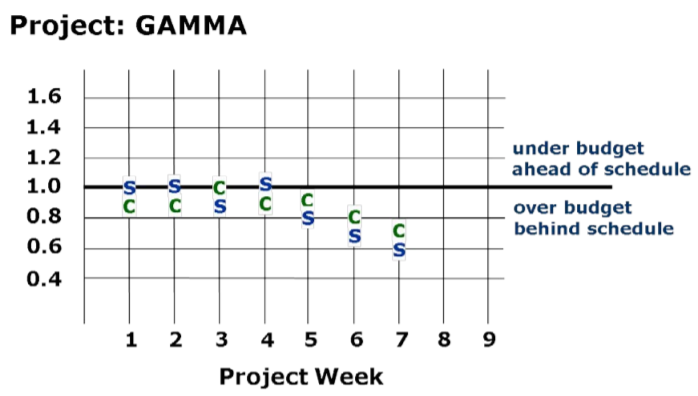 Project: GAMMA
1.6
1.4
1.2
1.0
0.8
0.6
0.4
under budget
ahead of schedule
over budget
behind schedule
S S C S
C C S C C
S C
S C
S
1 2 3 4 5 6 7 8 9
Project Week